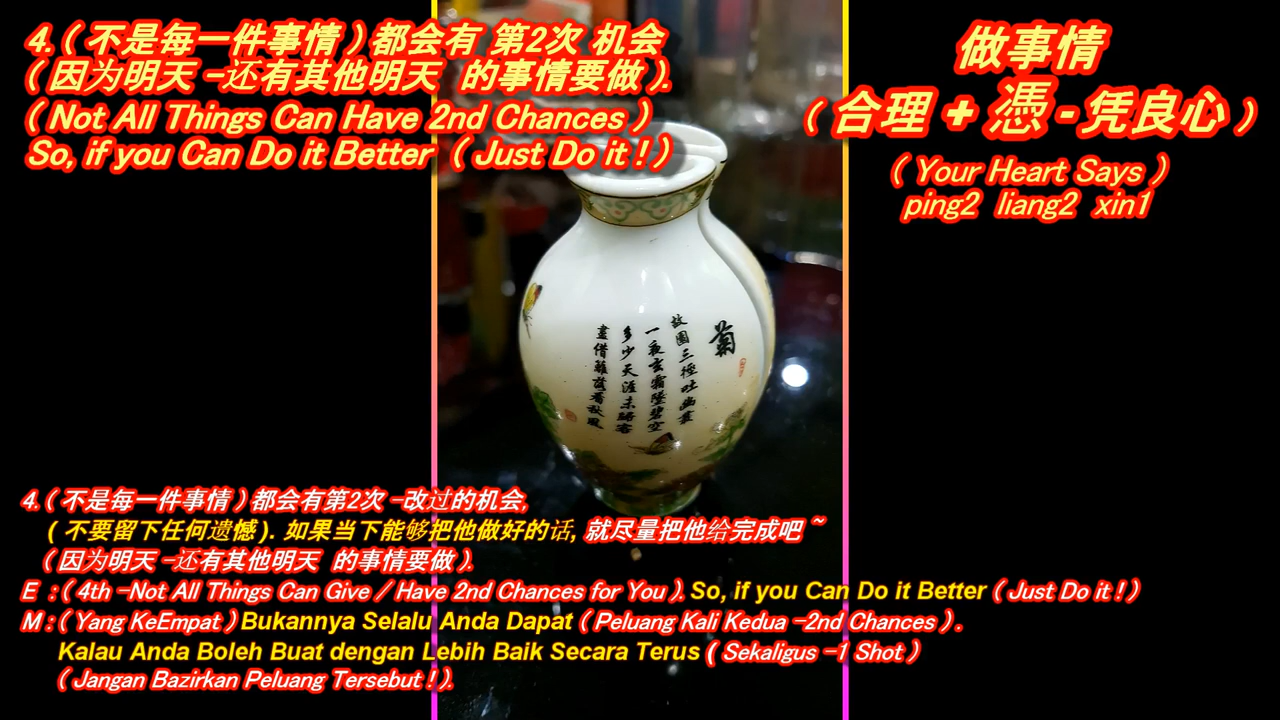 4. ( 不是每一件事情 ) 都会有 第2次 机会
( 因为明天 -还有其他明天 的事情要做 ).
( Not All Things Can Have 2nd Chances )
So, if you Can Do it Better ( Just Do it ! )
做事情
( 合理 + 憑 - 凭良心 )
( Your Heart Says )
ping2 liang2 xin1
菊
故園三徑吐幽叢
一夜玄霜墜碧空
多少天涯未歸客
盡借籬落看秋風
4. ( 不是每一件事情 ) 都会有第2次 -改过的机会,
( 不要留下任何遗憾 ). 如果当下能够把他做好的话, 就尽量把他给完成吧 ~
( 因为明天 -还有其他明天 的事情要做 ).
E : ( 4th -Not All Things Can Give / Have 2nd Chances for You ). So, if you Can Do it Better ( Just Do it ! )
M : ( Yang KeEmpat ) Bukannya Selalu Anda Dapat ( Peluang Kali Kedua -2nd Chances ) .
Kalau Anda Boleh Buat dengan Lebih Baik Secara Terus ( Sekaligus -1 Shot )
( Jangan Bazirkan Peluang Tersebut ! ).